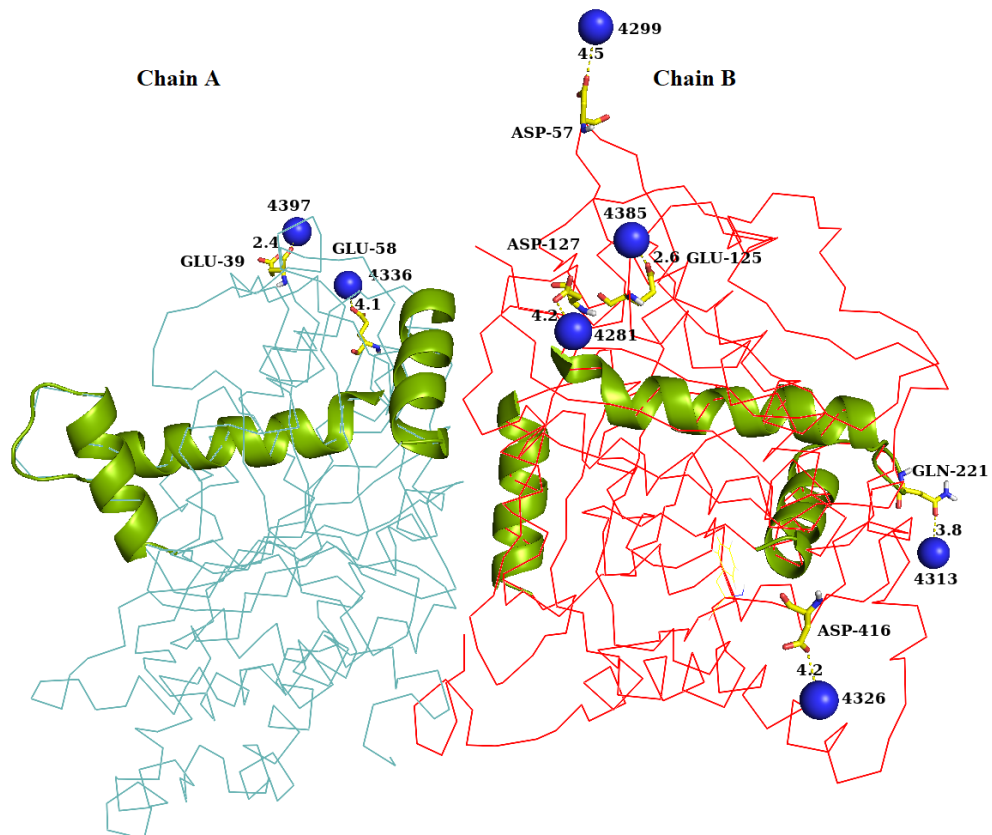 4299
4.5
Chain A
Chain B
ASP-57
4397
4385
2.4
GLU-58
ASP-127
GLU-39
2.6 GLU-125
4336
4.1
4.2
4281
GLN-221
3.8
4313
ASP-416
4.2
4326